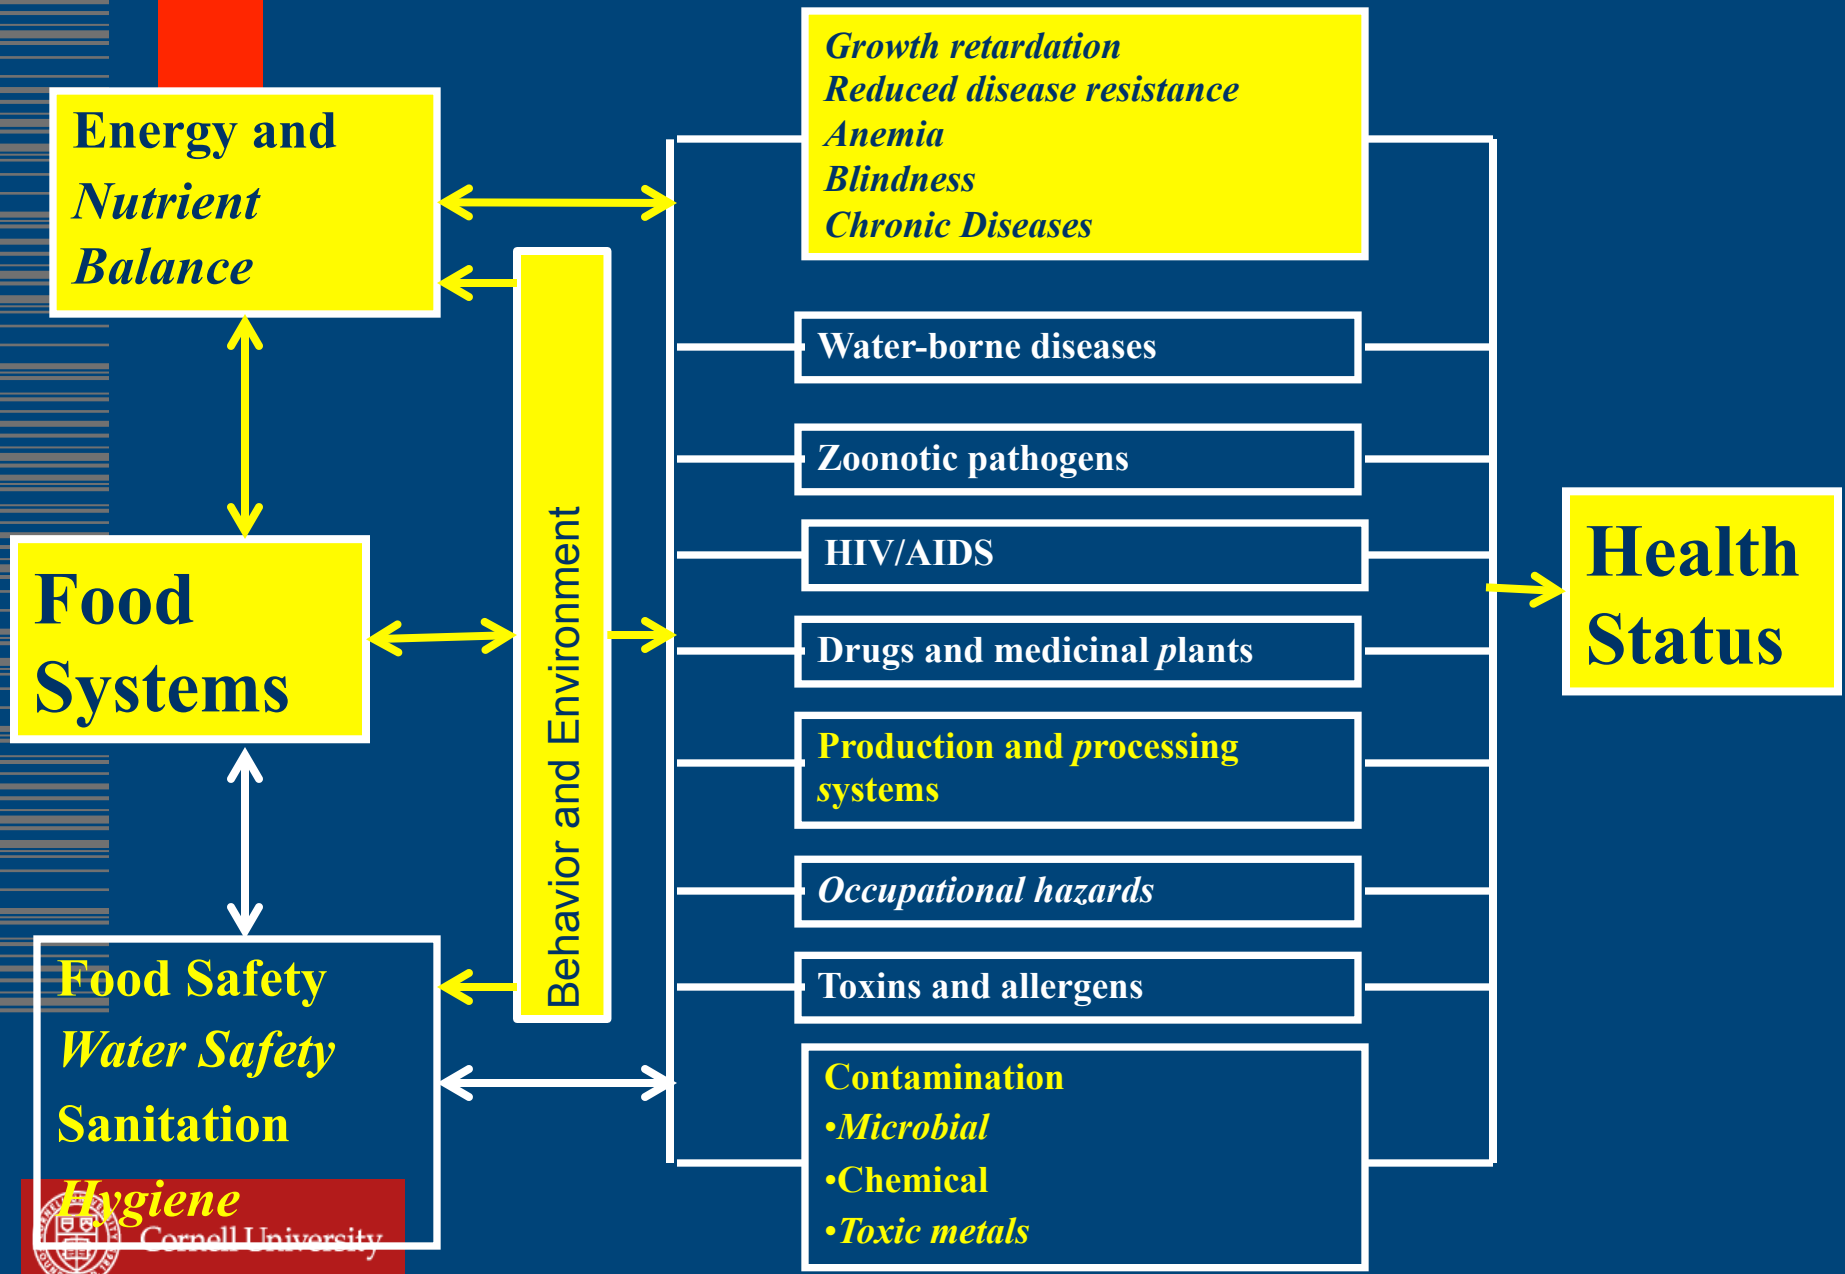 Energy and
Nutrient
Balance
Food
Systems
Food Safety
Water Safety
Sanitation
Hygiene
Cornell University
Behavior and Environment
Growth retardation
Reduced disease resistance
Anemia
Blindness
Chronic Diseases
Water-borne diseases
Zoonotic pathogens
HIV/AIDS
Drugs and medicinal plants
Production and processing
systems
Occupational hazards
Toxins and allergens
Contamination
•Microbial
•Chemical
•Toxic metals
Health
Status